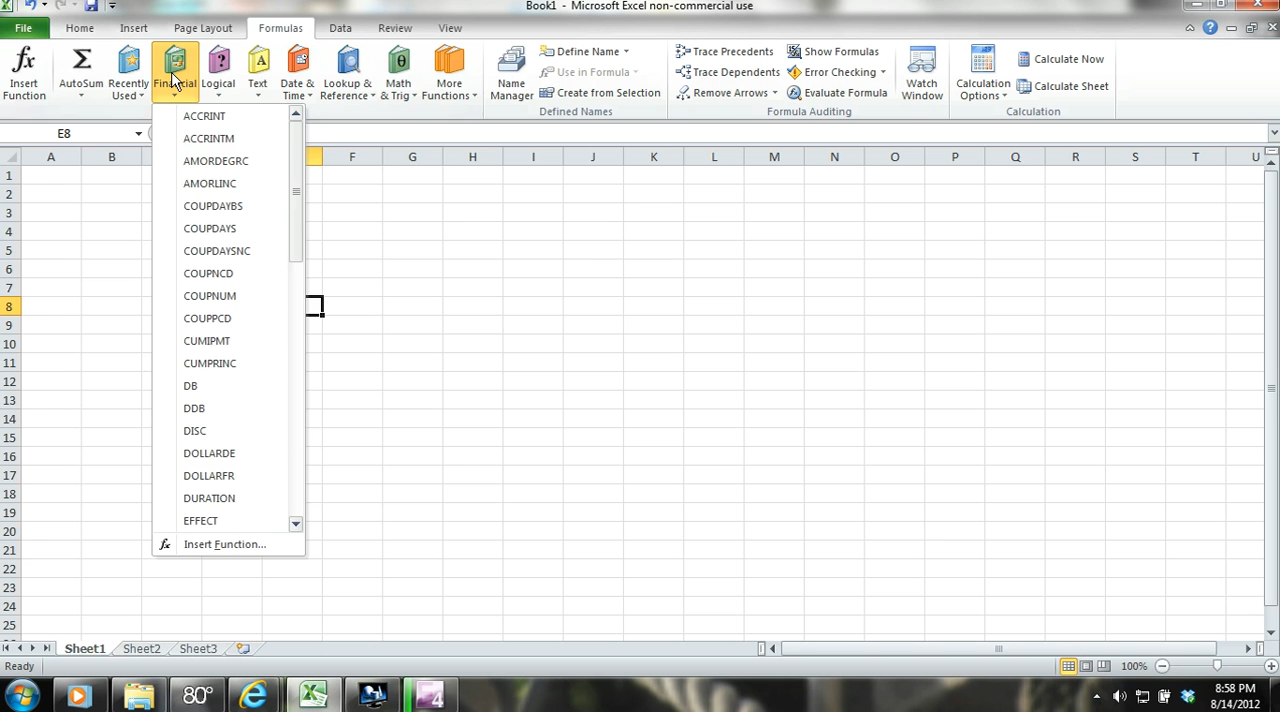 Book1 - Microsoft Excel non-commercial use
File Home Insert Page Layout Formulas Data Review View
fx Insert Function
Σ AutoSum
Recently Used
Financial
Logical
Text
Date & Time
Lookup & Reference
Math & Trig
More Functions
Name Manager
Define Name
Use in Formula
Create from Selection
Defined Names
Trace Precedents
Trace Dependents
Remove Arrows
Show Formulas
Error Checking
Evaluate Formula
Formula Auditing
Watch Window
Calculation Options
Calculate Now
Calculate Sheet
Calculation
E8
A B F G H I J K L M N O P Q R S T U
1
2
3
4
5
6
7
8
9
10
11
12
13
14
15
16
17
18
19
20
21
22
23
24
25
ACCRINT
ACCRINTM
AMORDEGRC
AMORLINC
COUPDAYBS
COUPDAYS
COUPDAYSNC
COUPNCD
COUPNUM
COUPPCD
CUMIPMT
CUMPRINC
DB
DDB
DISC
DOLLARDE
DOLLARFR
DURATION
EFFECT
fx Insert Function...
Sheet1 Sheet2 Sheet3
Ready
100%
80°
4
8:58 PM
8/14/2012